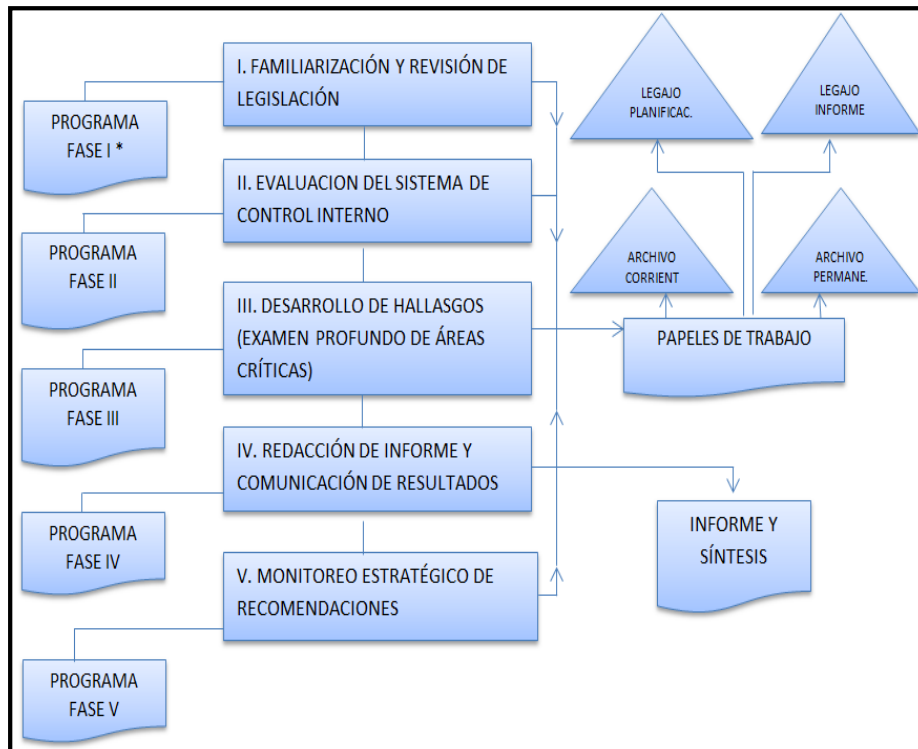 I. FAMILIARIZACIÓN Y REVISIÓN DE
LEGISLACIÓN
PROGRAMA
FASE I *
II. EVALUACION DEL SISTEMA DE
CONTROL INTERNO
PROGRAMA
FASE II
III. DESARROLLO DE HALLASGOS
(EXAMEN PROFUNDO DE ÁREAS
CRÍTICAS)
PROGRAMA
FASE III
IV. REDACCIÓN DE INFORME Y
COMUNICACIÓN DE RESULTADOS
PROGRAMA
FASE IV
V. MONITOREO ESTRATÉGICO DE
RECOMENDACIONES
PROGRAMA
FASE V
LEGAJO
PLANIFICAC.
LEGAJO
INFORME
ARCHIVO
CORRIENT
ARCHIVO
PERMANE.
PAPELES DE TRABAJO
INFORME Y
SÍNTESIS